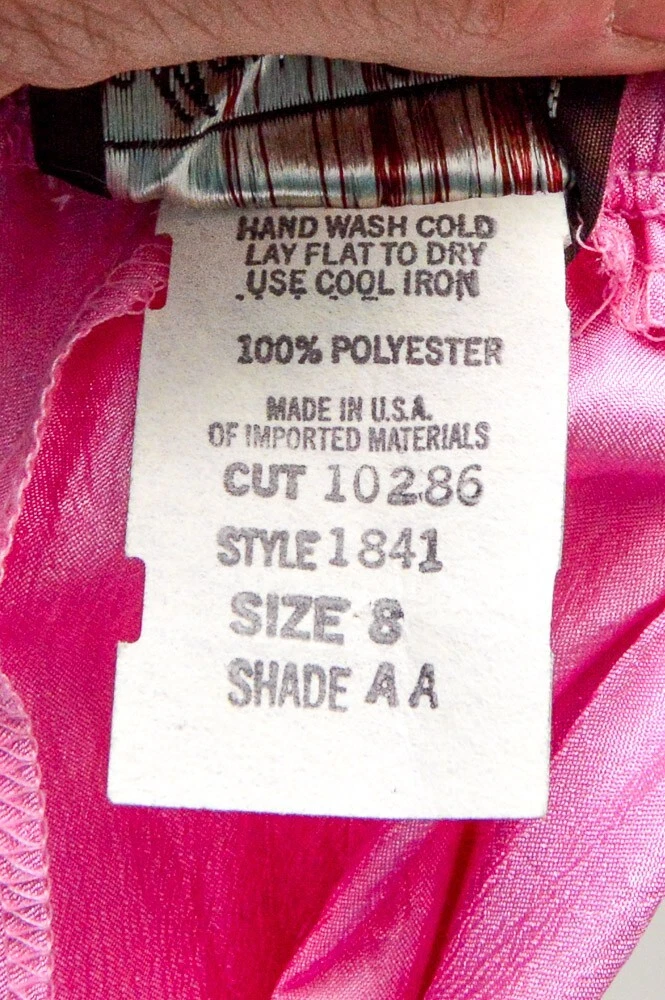 HAND WASH COLD
LAY FLAT TO DRY
USE COOL IRON
100% POLYESTER
MADE IN U.S.A.
OF IMPORTED MATERIALS
CUT 10286
STYLE 1841
SIZE 8
SHADE AA